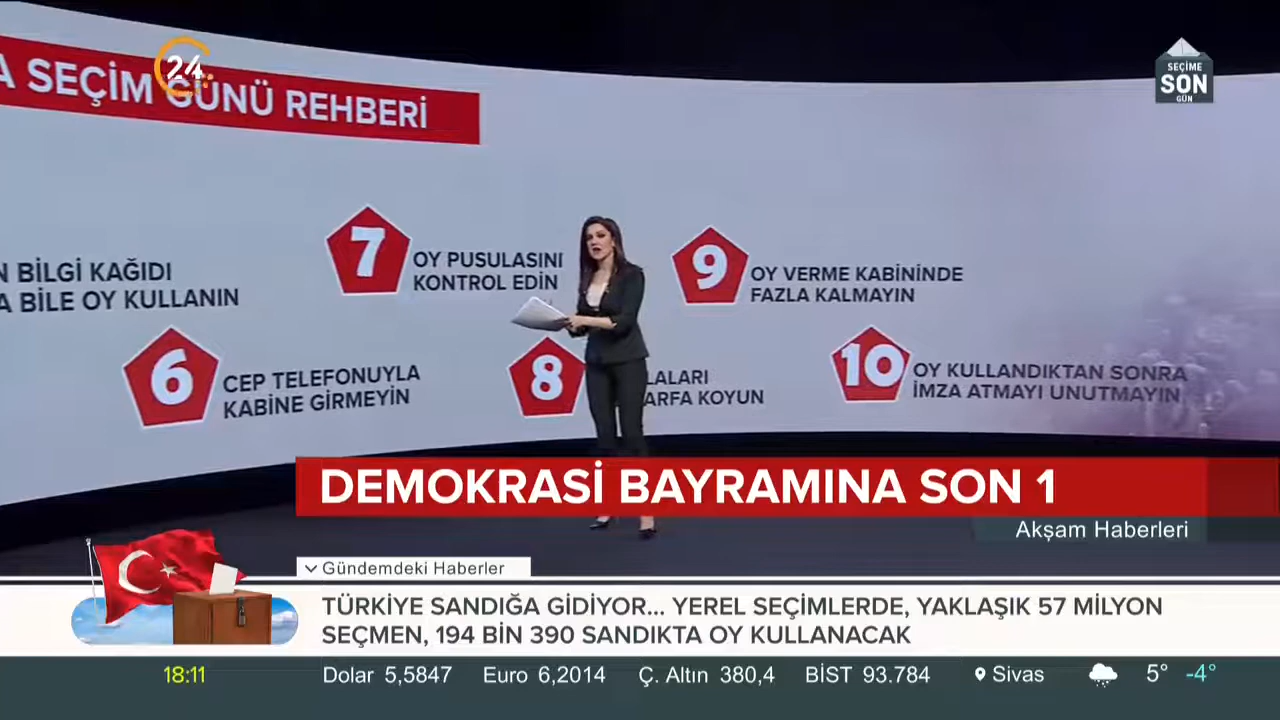 24
SEÇİME
SON
GÜN
A SEÇİM GÜNÜ REHBERİ
N BİLGİ KAĞIDI
A BİLE OY KULLANIN
6
CEP TELEFONUYLA
KABİNE GİRMEYİN
7
OY PUSULASINI
KONTROL EDİN
8
LALARI
ARFA KOYUN
9
OY VERME KABİNİNDE
FAZLA KALMAYIN
10
OY KULLANDIKTAN SONRA
İMZA ATMAYI UNUTMAYIN
DEMOKRASİ BAYRAMINA SON 1
Akşam Haberleri
Gündemdeki Haberler
TÜRKİYE SANDIĞA GİDİYOR... YEREL SEÇİMLERDE, YAKLAŞIK 57 MİLYON
SEÇMEN, 194 BİN 390 SANDIKTA OY KULLANACAK
18:11 Dolar 5,5847 Euro 6,2014 Ç. Altın 380,4 BİST 93.784 Sivas 5° -4°